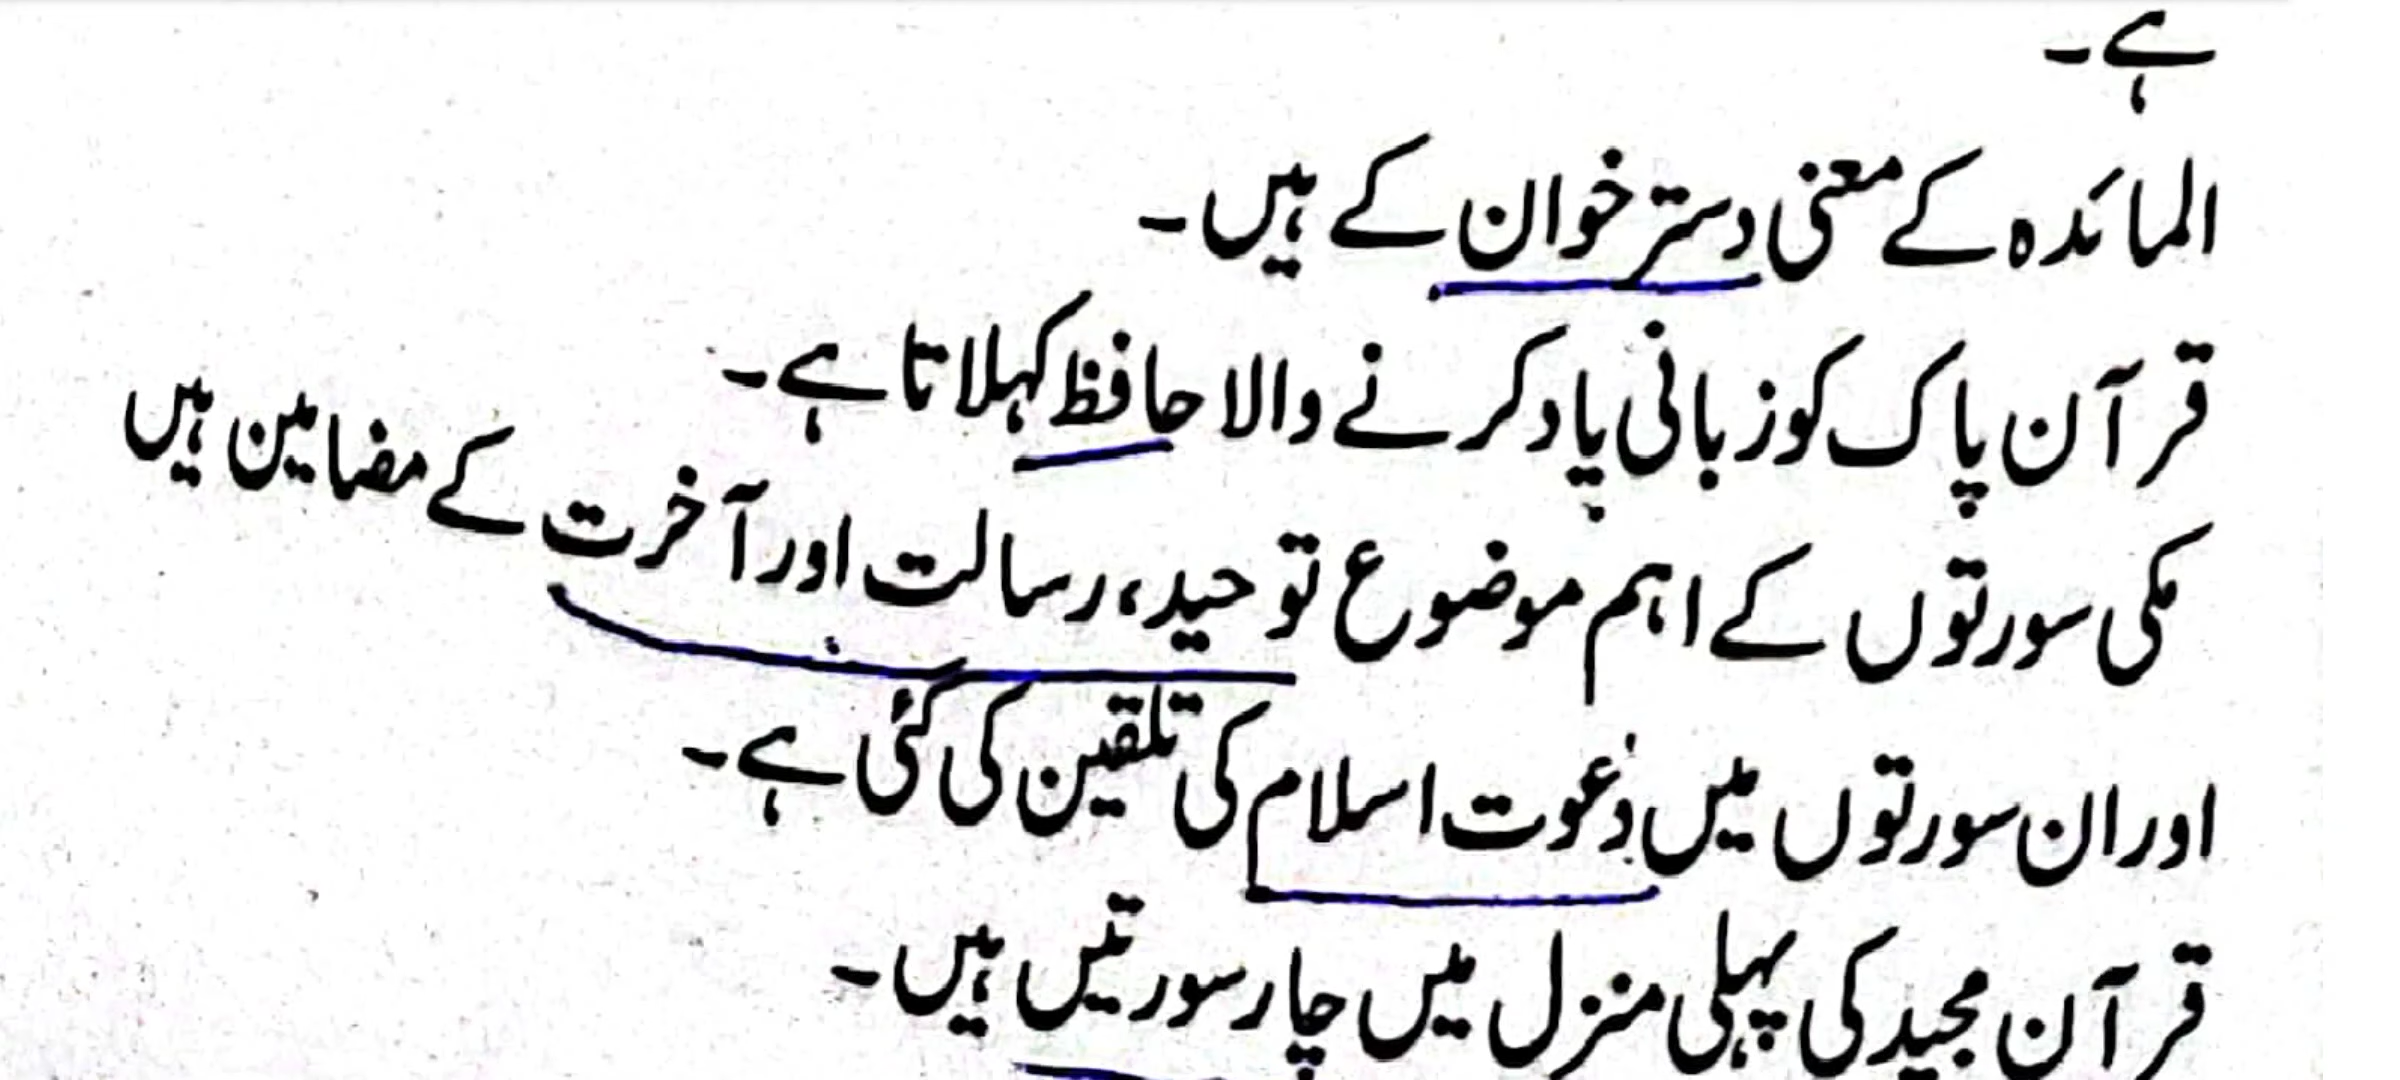 ہے۔
المائدہ کے معنی دسترخوان کے ہیں۔
قرآن پاک کو زبانی یاد کرنے والا حافظ کہلاتا ہے۔
مکی سورتوں کے اہم موضوع توحید، رسالت اور آخرت کے مضامین ہیں
اور ان سورتوں میں دعوت اسلام کی تلقین کی گئی ہے۔
قرآن مجید کی پہلی منزل میں چار سورتیں ہیں۔